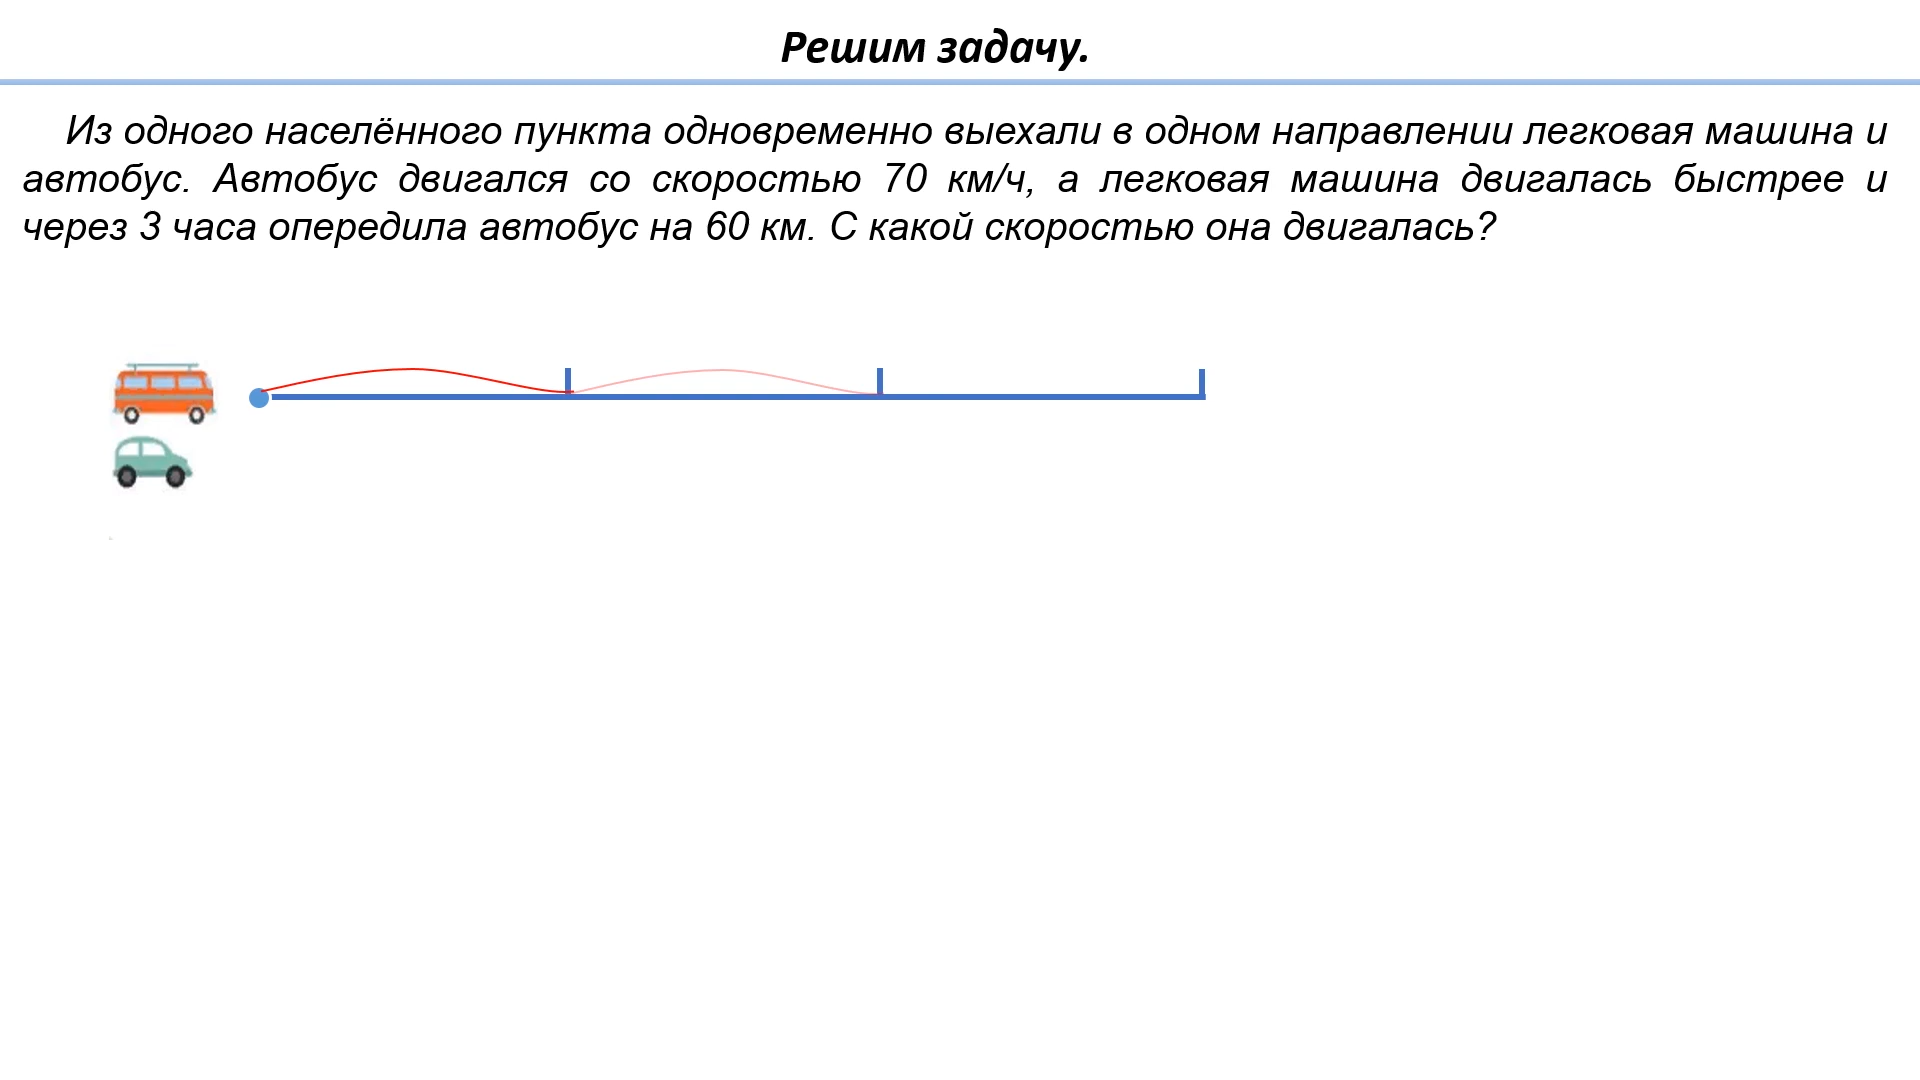 Решим задачу.
Из одного населённого пункта одновременно выехали в одном направлении легковая машина и
автобус. Автобус двигался со скоростью 70 км/ч, а легковая машина двигалась быстрее и
через 3 часа опередила автобус на 60 км. С какой скоростью она двигалась?